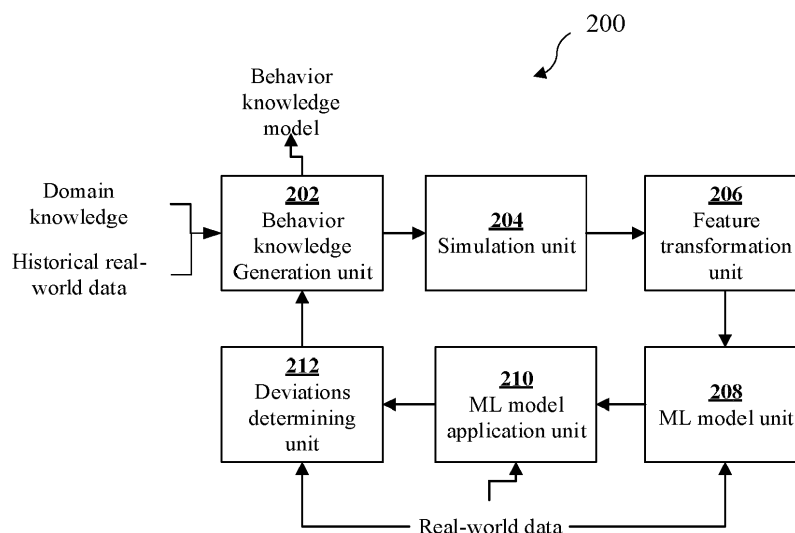 200
Behavior
knowledge
model
Domain
knowledge
Historical real-
world data
202
Behavior
knowledge
Generation unit
204
Simulation unit
206
Feature
transformation
unit
212
Deviations
determining
unit
210
ML model
application unit
208
ML model unit
Real-world data